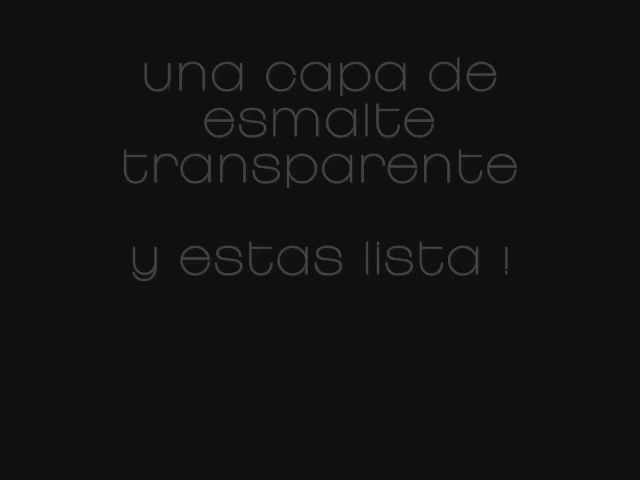 una capa de
esmalte
transparente
y estas lista !